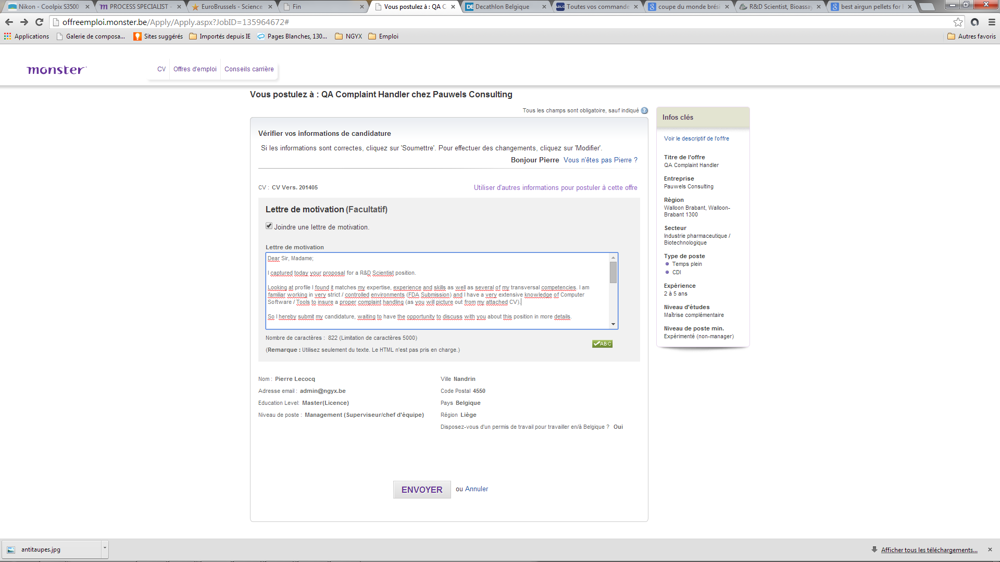 Nikon - Coolpix S3500
PROCESS SPECIALIST -
EuroBrussels - Science
Fin
Vous postulez à : QA C
Decathlon Belgique
Toutes vos commande
coupe du monde brési
R&D Scientist, Bioassay
best airgun pellets for
offreemploi.monster.be/Apply/Apply.aspx?JobID=135964672#
Applications
Galerie de composa...
Sites suggérés
Importés depuis IE
Pages Blanches, 130...
NGYX
Emploi
Autres favoris
monster
CV
Offres d'emploi
Conseils carrière
Vous postulez à : QA Complaint Handler chez Pauwels Consulting
Tous les champs sont obligatoire, sauf indiqué ?
Vérifier vos informations de candidature
Si les informations sont correctes, cliquez sur 'Soumettre'. Pour effectuer des changements, cliquez sur 'Modifier'.
Bonjour Pierre Vous n'êtes pas Pierre ?
CV : CV Vers. 201405
Utiliser d'autres informations pour postuler à cette offre
Lettre de motivation (Facultatif)
Joindre une lettre de motivation.
Lettre de motivation
Dear Sir, Madame;
I captured today your proposal for a R&D Scientist position.
Looking at profile I found it matches my expertise, experience and skills as well as several of my transversal competencies. I am
familiar working in very strict / controlled environments (FDA Submission) and I have a very extensive knowledge of Computer
Software / Tools to insure a proper complaint handling (as you will picture out from my attached CV).
So I hereby submit my candidature, waiting to have the opportunity to discuss with you about this position in more details.
Nombre de caractères : 822 (Limitation de caractères 5000)
ABC
(Remarque : Utilisez seulement du texte. Le HTML n'est pas pris en charge.)
Nom : Pierre Lecocq
Adresse email : admin@ngyx.be
Education Level: Master(Licence)
Niveau de poste : Management (Superviseur/chef d'équipe)
Ville Nandrin
Code Postal 4550
Pays Belgique
Région Liège
Disposez-vous d'un permis de travail pour travailler en/à Belgique ? Oui
ENVOYER
ou Annuler
Infos clés
Voir le descriptif de l'offre
Titre de l'offre
QA Complaint Handler
Entreprise
Pauwels Consulting
Région
Walloon Brabant, Walloon-
Brabant 1300
Secteur
Industrie pharmaceutique /
Biotechnologique
Type de poste
Temps plein
CDI
Expérience
2 à 5 ans
Niveau d'études
Maîtrise complémentaire
Niveau de poste min.
Expérimenté (non-manager)
antitaupes.jpg
Afficher tous les téléchargements...